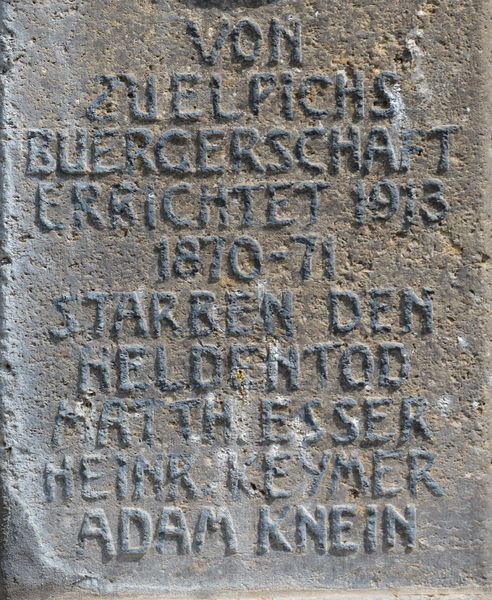 VON
ZUELPICHS
BUERGERSCHAFT
ERRICHTET 1913
1870-71
STARBEN DEN
HELDENTOD
MATTH. ESSER
HEINR. KEYMER
ADAM KNEIN